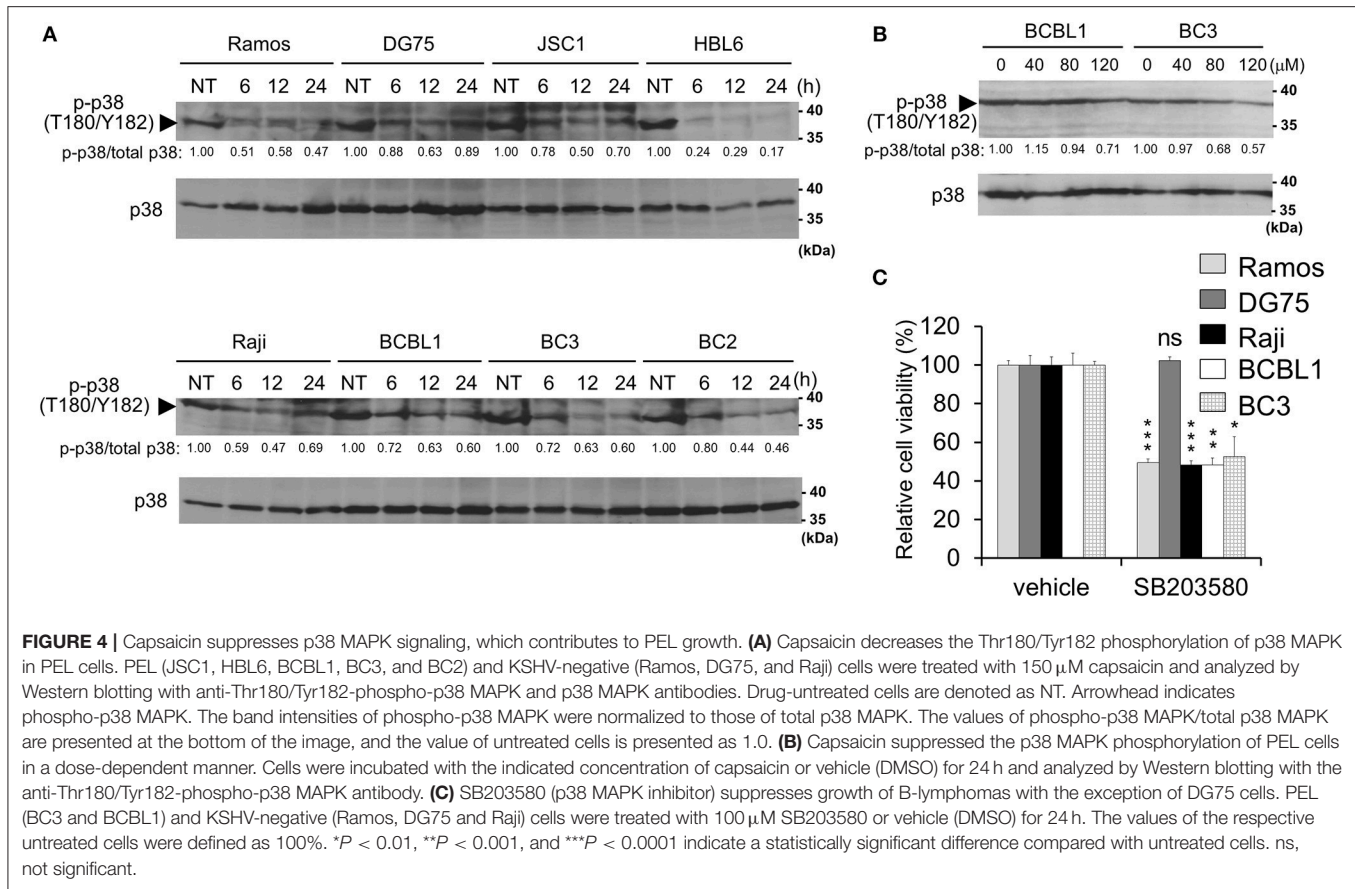 A
Ramos DG75 JSC1 HBL6
NT 6 12 24 NT 6 12 24 NT 6 12 24 NT 6 12 24 (h)
p-p38
(T180/Y182)
- 40
- 35
p-p38/total p38: 1.00 0.51 0.58 0.47 1.00 0.88 0.63 0.89 1.00 0.78 0.50 0.70 1.00 0.24 0.29 0.17
p38
- 40
- 35
(kDa)
Raji BCBL1 BC3 BC2
NT 6 12 24 NT 6 12 24 NT 6 12 24 NT 6 12 24 (h)
p-p38
(T180/Y182)
- 40
- 35
p-p38/total p38: 1.00 0.59 0.47 0.69 1.00 0.72 0.63 0.60 1.00 0.72 0.63 0.60 1.00 0.80 0.44 0.46
p38
- 40
- 35
(kDa)
B
BCBL1 BC3
0 40 80 120 0 40 80 120 (μM)
p-p38
(T180/Y182)
- 40
- 35
p-p38/total p38: 1.00 1.15 0.94 0.71 1.00 0.97 0.68 0.57
p38
- 40
- 35
(kDa)
C
Ramos
DG75
Raji
BCBL1
BC3
Relative cell viability (%)
120
100
80
60
40
20
0
ns
*** *** ** *
vehicle SB203580
FIGURE 4 | Capsaicin suppresses p38 MAPK signaling, which contributes to PEL growth. (A) Capsaicin decreases the Thr180/Tyr182 phosphorylation of p38 MAPK
in PEL cells. PEL (JSC1, HBL6, BCBL1, BC3, and BC2) and KSHV-negative (Ramos, DG75, and Raji) cells were treated with 150 μM capsaicin and analyzed by
Western blotting with anti-Thr180/Tyr182-phospho-p38 MAPK and p38 MAPK antibodies. Drug-untreated cells are denoted as NT. Arrowhead indicates
phospho-p38 MAPK. The band intensities of phospho-p38 MAPK were normalized to those of total p38 MAPK. The values of phospho-p38 MAPK/total p38 MAPK
are presented at the bottom of the image, and the value of untreated cells is presented as 1.0. (B) Capsaicin suppressed the p38 MAPK phosphorylation of PEL cells
in a dose-dependent manner. Cells were incubated with the indicated concentration of capsaicin or vehicle (DMSO) for 24 h and analyzed by Western blotting with the
anti-Thr180/Tyr182-phospho-p38 MAPK antibody. (C) SB203580 (p38 MAPK inhibitor) suppresses growth of B-lymphomas with the exception of DG75 cells. PEL
(BC3 and BCBL1) and KSHV-negative (Ramos, DG75 and Raji) cells were treated with 100 μM SB203580 or vehicle (DMSO) for 24 h. The values of the respective
untreated cells were defined as 100%. *P < 0.01, **P < 0.001, and ***P < 0.0001 indicate a statistically significant difference compared with untreated cells. ns,
not significant.